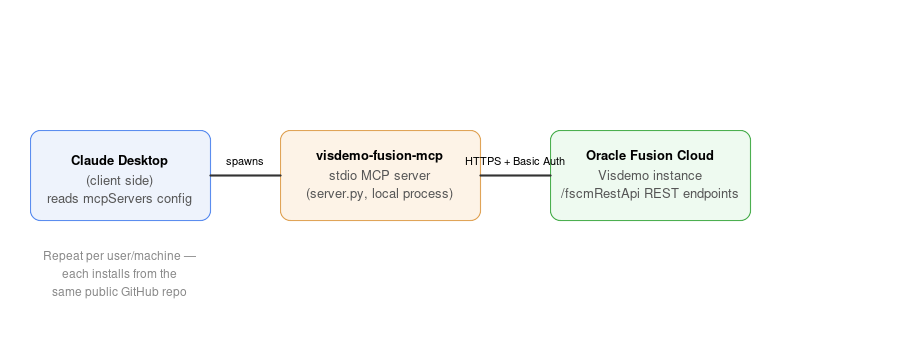 Claude Desktop
(client side)
reads mcpServers config
spawns
visdemo-fusion-mcp
stdio MCP server
(server.py, local process)
HTTPS + Basic Auth
Oracle Fusion Cloud
Visdemo instance
/fscmRestApi REST endpoints
Repeat per user/machine —
each installs from the
same public GitHub repo